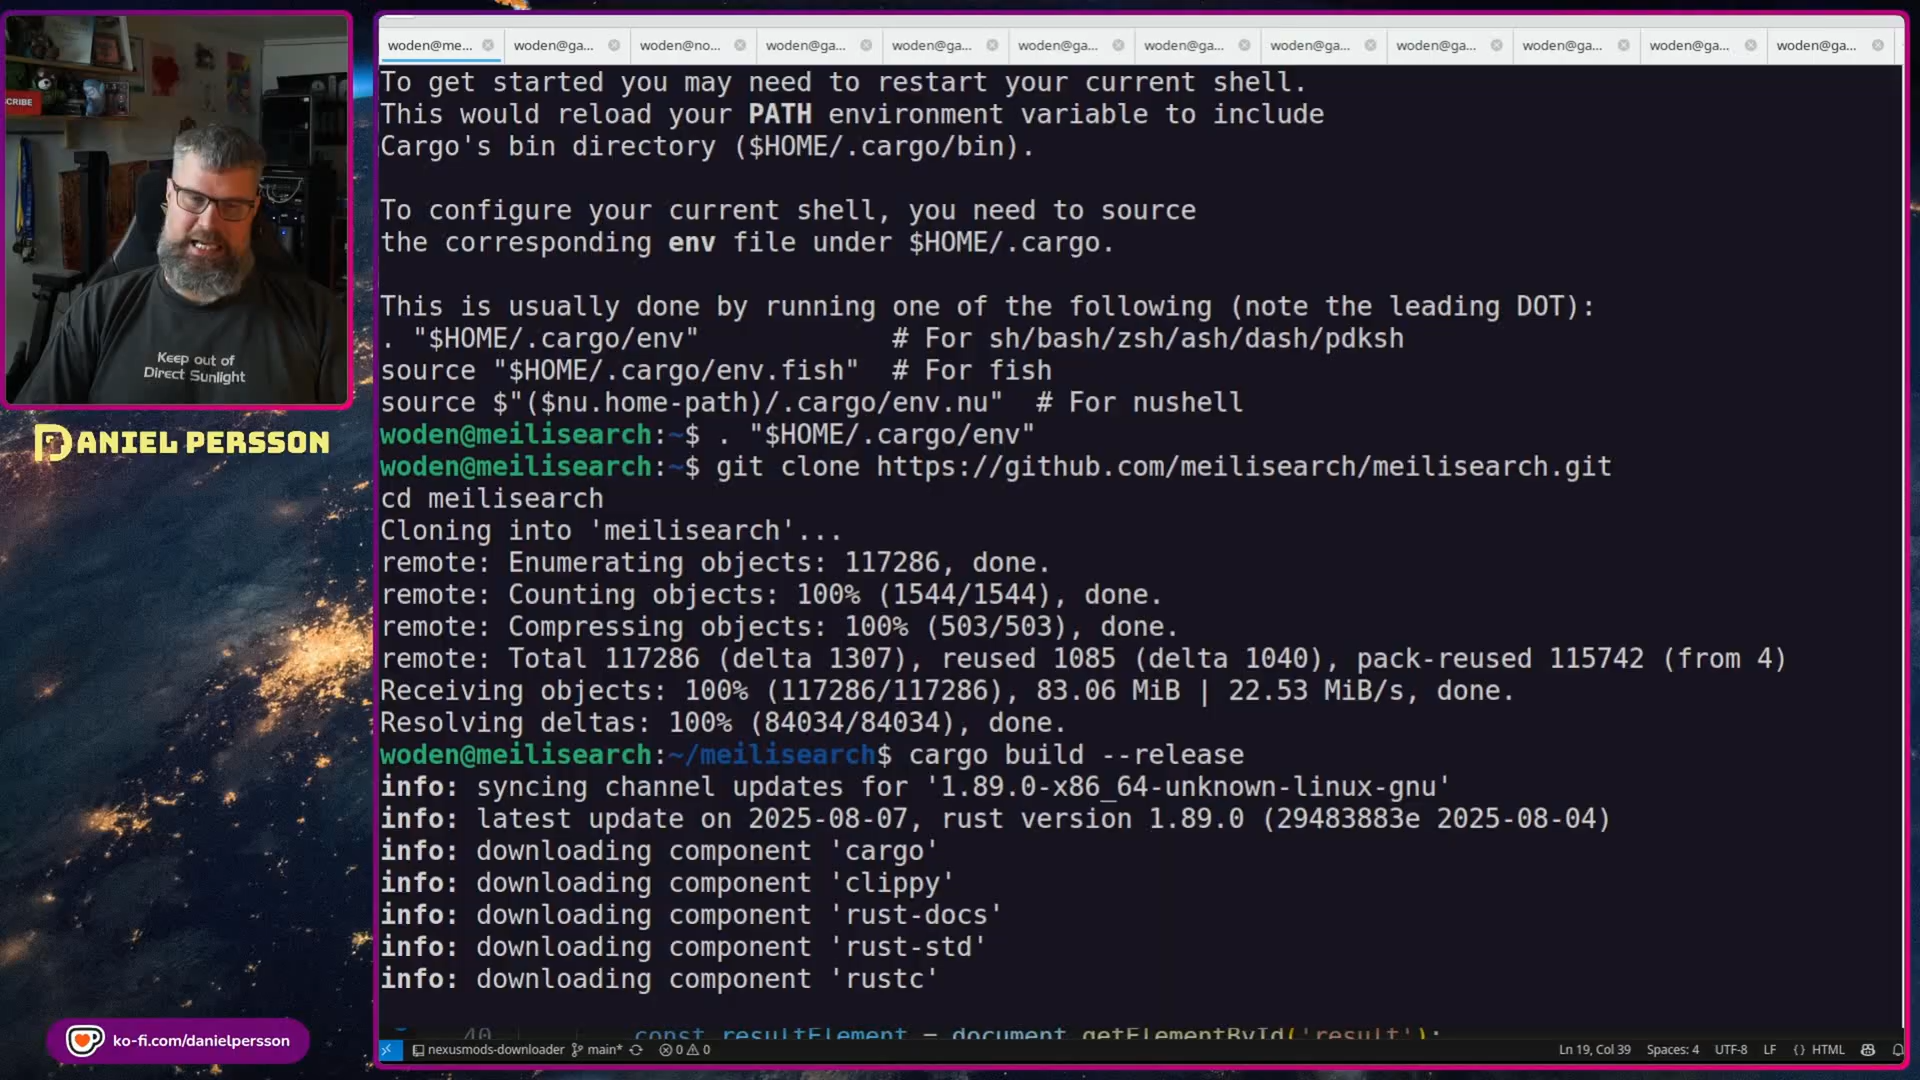 CRIBE
Keep out of
Direct Sunlight
DANIEL PERSSON
ko-fi.com/danielpersson
woden@me...
woden@ga...
woden@no...
woden@ga...
woden@ga...
woden@ga...
woden@ga...
woden@ga...
woden@ga...
woden@ga...
woden@ga...
woden@ga...
To get started you may need to restart your current shell.
This would reload your PATH environment variable to include
Cargo's bin directory ($HOME/.cargo/bin).
To configure your current shell, you need to source
the corresponding env file under $HOME/.cargo.
This is usually done by running one of the following (note the leading DOT):
. "$HOME/.cargo/env"            # For sh/bash/zsh/ash/dash/pdksh
source "$HOME/.cargo/env.fish"  # For fish
source $"($nu.home-path)/.cargo/env.nu"  # For nushell
woden@meilisearch:~$ . "$HOME/.cargo/env"
woden@meilisearch:~$ git clone https://github.com/meilisearch/meilisearch.git
cd meilisearch
Cloning into 'meilisearch'...
remote: Enumerating objects: 117286, done.
remote: Counting objects: 100% (1544/1544), done.
remote: Compressing objects: 100% (503/503), done.
remote: Total 117286 (delta 1307), reused 1085 (delta 1040), pack-reused 115742 (from 4)
Receiving objects: 100% (117286/117286), 83.06 MiB | 22.53 MiB/s, done.
Resolving deltas: 100% (84034/84034), done.
woden@meilisearch:~/meilisearch$ cargo build --release
info: syncing channel updates for '1.89.0-x86_64-unknown-linux-gnu'
info: latest update on 2025-08-07, rust version 1.89.0 (29483883e 2025-08-04)
info: downloading component 'cargo'
info: downloading component 'clippy'
info: downloading component 'rust-docs'
info: downloading component 'rust-std'
info: downloading component 'rustc'
40 const resultElement = document.getElementById('result');
nexusmods-downloader main* 0 0 Ln 19, Col 39 Spaces: 4 UTF-8 LF {} HTML